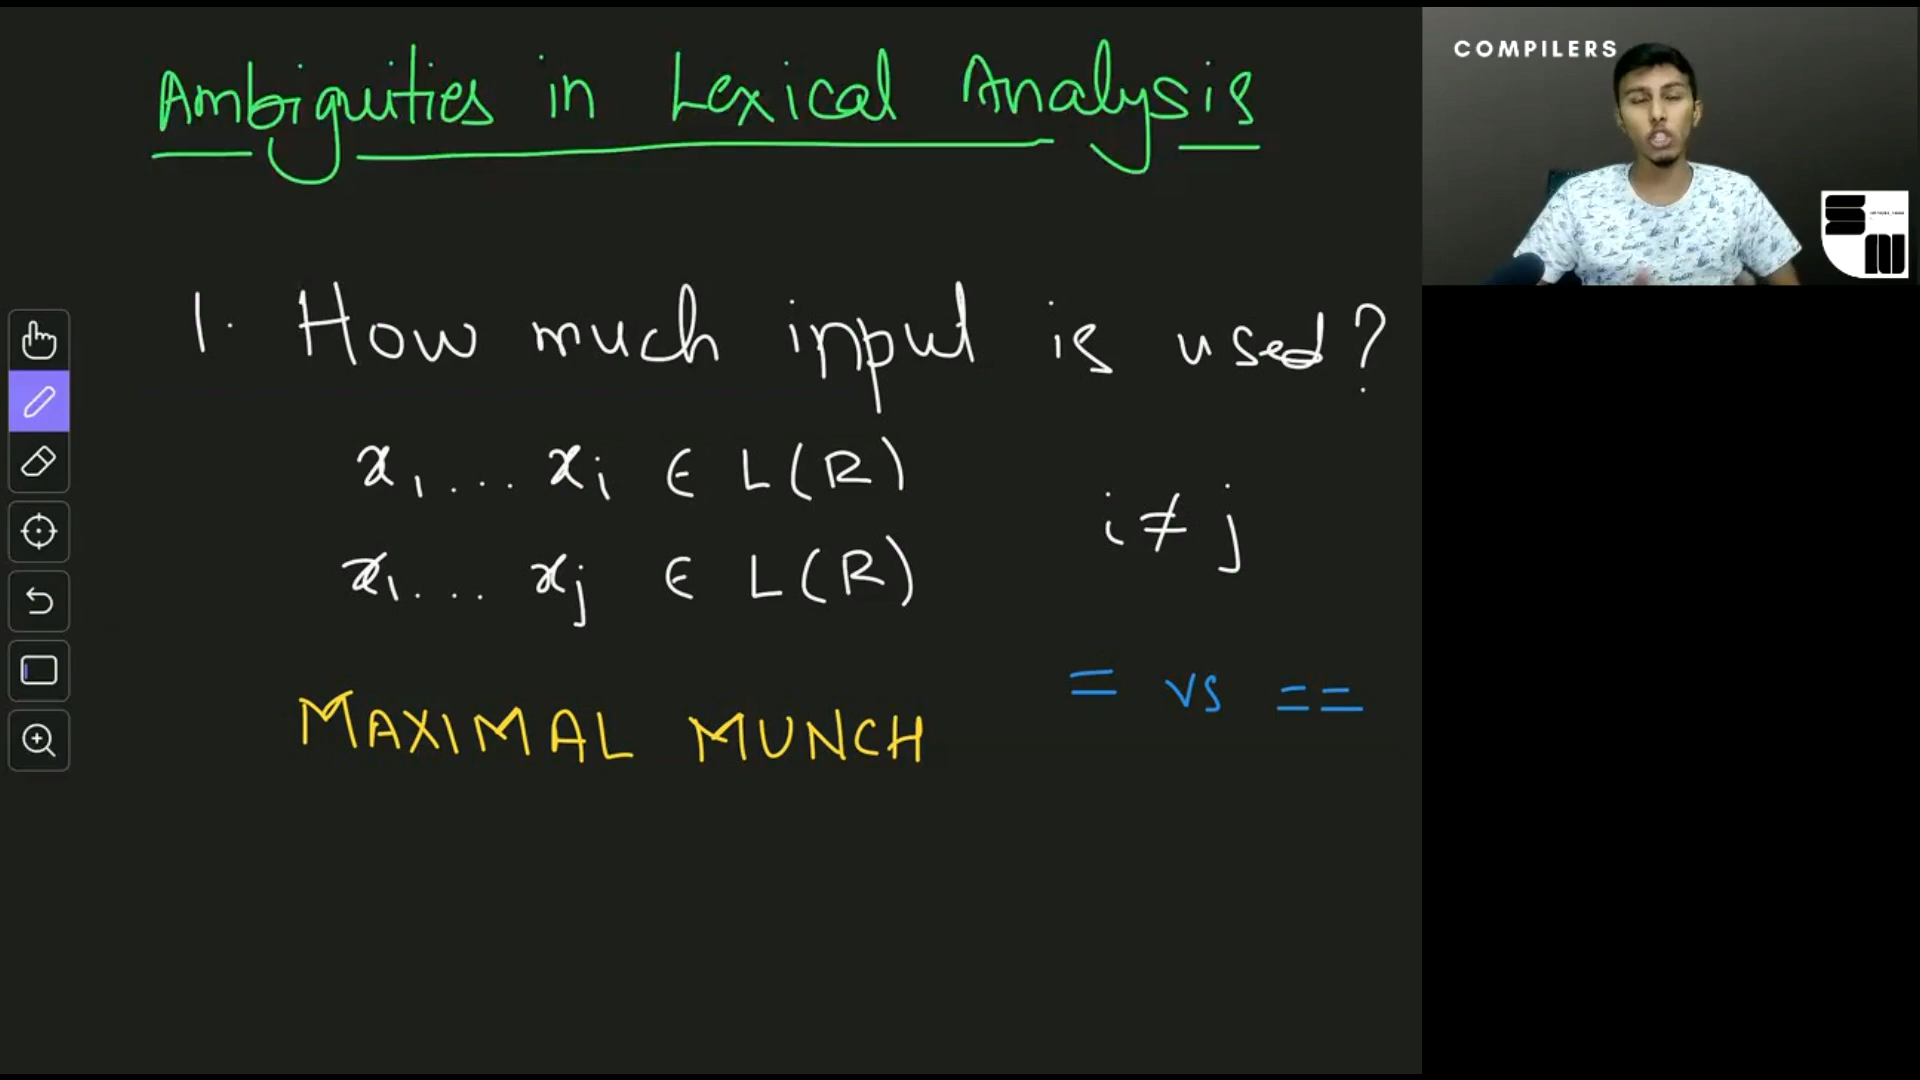 Ambiguities in Lexical Analysis
COMPILERS
1. How much input is used?
x₁ ... xᵢ ∈ L(R)
i ≠ j
x₁ ... xⱼ ∈ L(R)
= vs ==
MAXIMAL MUNCH